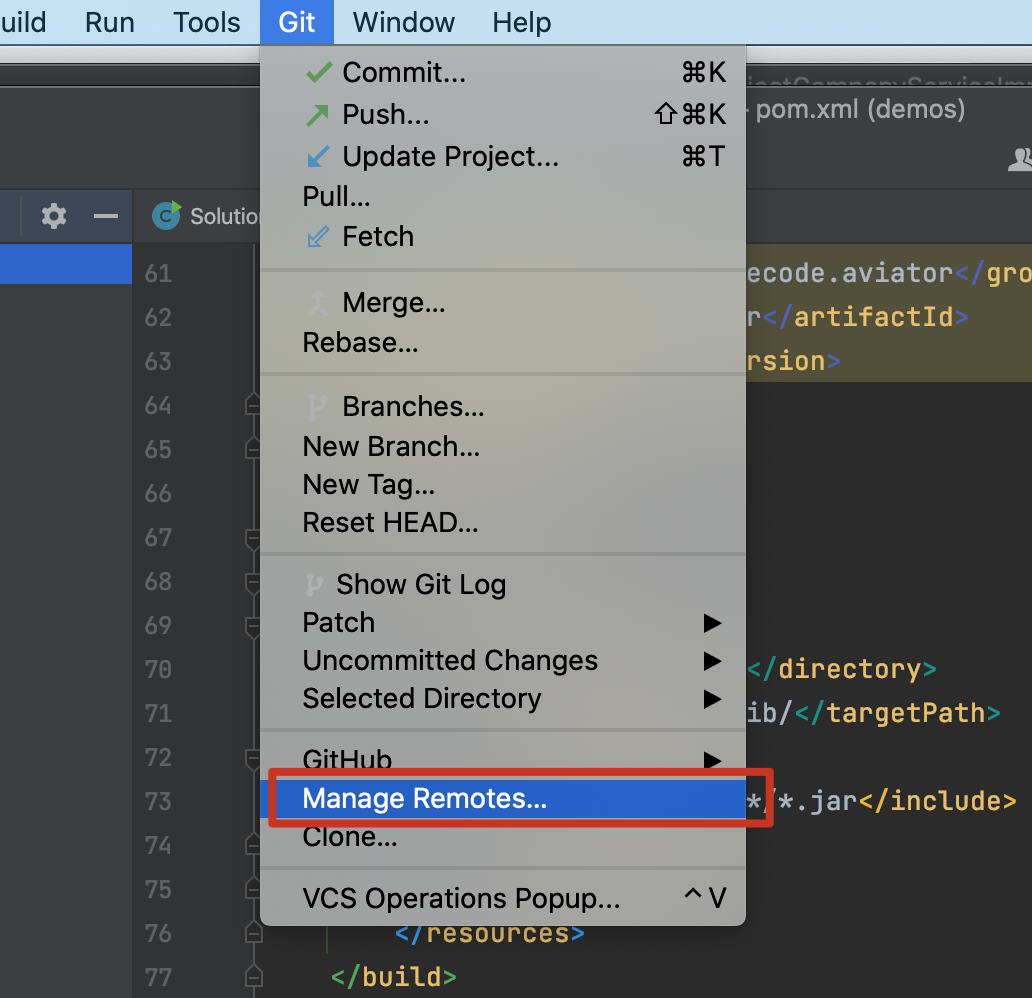 uild Run Tools Git Window Help
Commit... ⌘K
- pom.xml (demos)
Push... ⇧⌘K
Update Project... ⌘T
Pull...
Solutio
Fetch
61 ecode.aviator</gro
Merge...
62 r</artifactId>
Rebase...
63 rsion>
64 Branches...
65 New Branch...
66 New Tag...
67 Reset HEAD...
68 Show Git Log
69 Patch ▶
70 Uncommitted Changes ▶ </directory>
71 Selected Directory ▶ ib/</targetPath>
72 GitHub ▶
73 Manage Remotes... */*.jar</include>
74 Clone...
75 VCS Operations Popup... ^V
76 </resources>
77 </build>